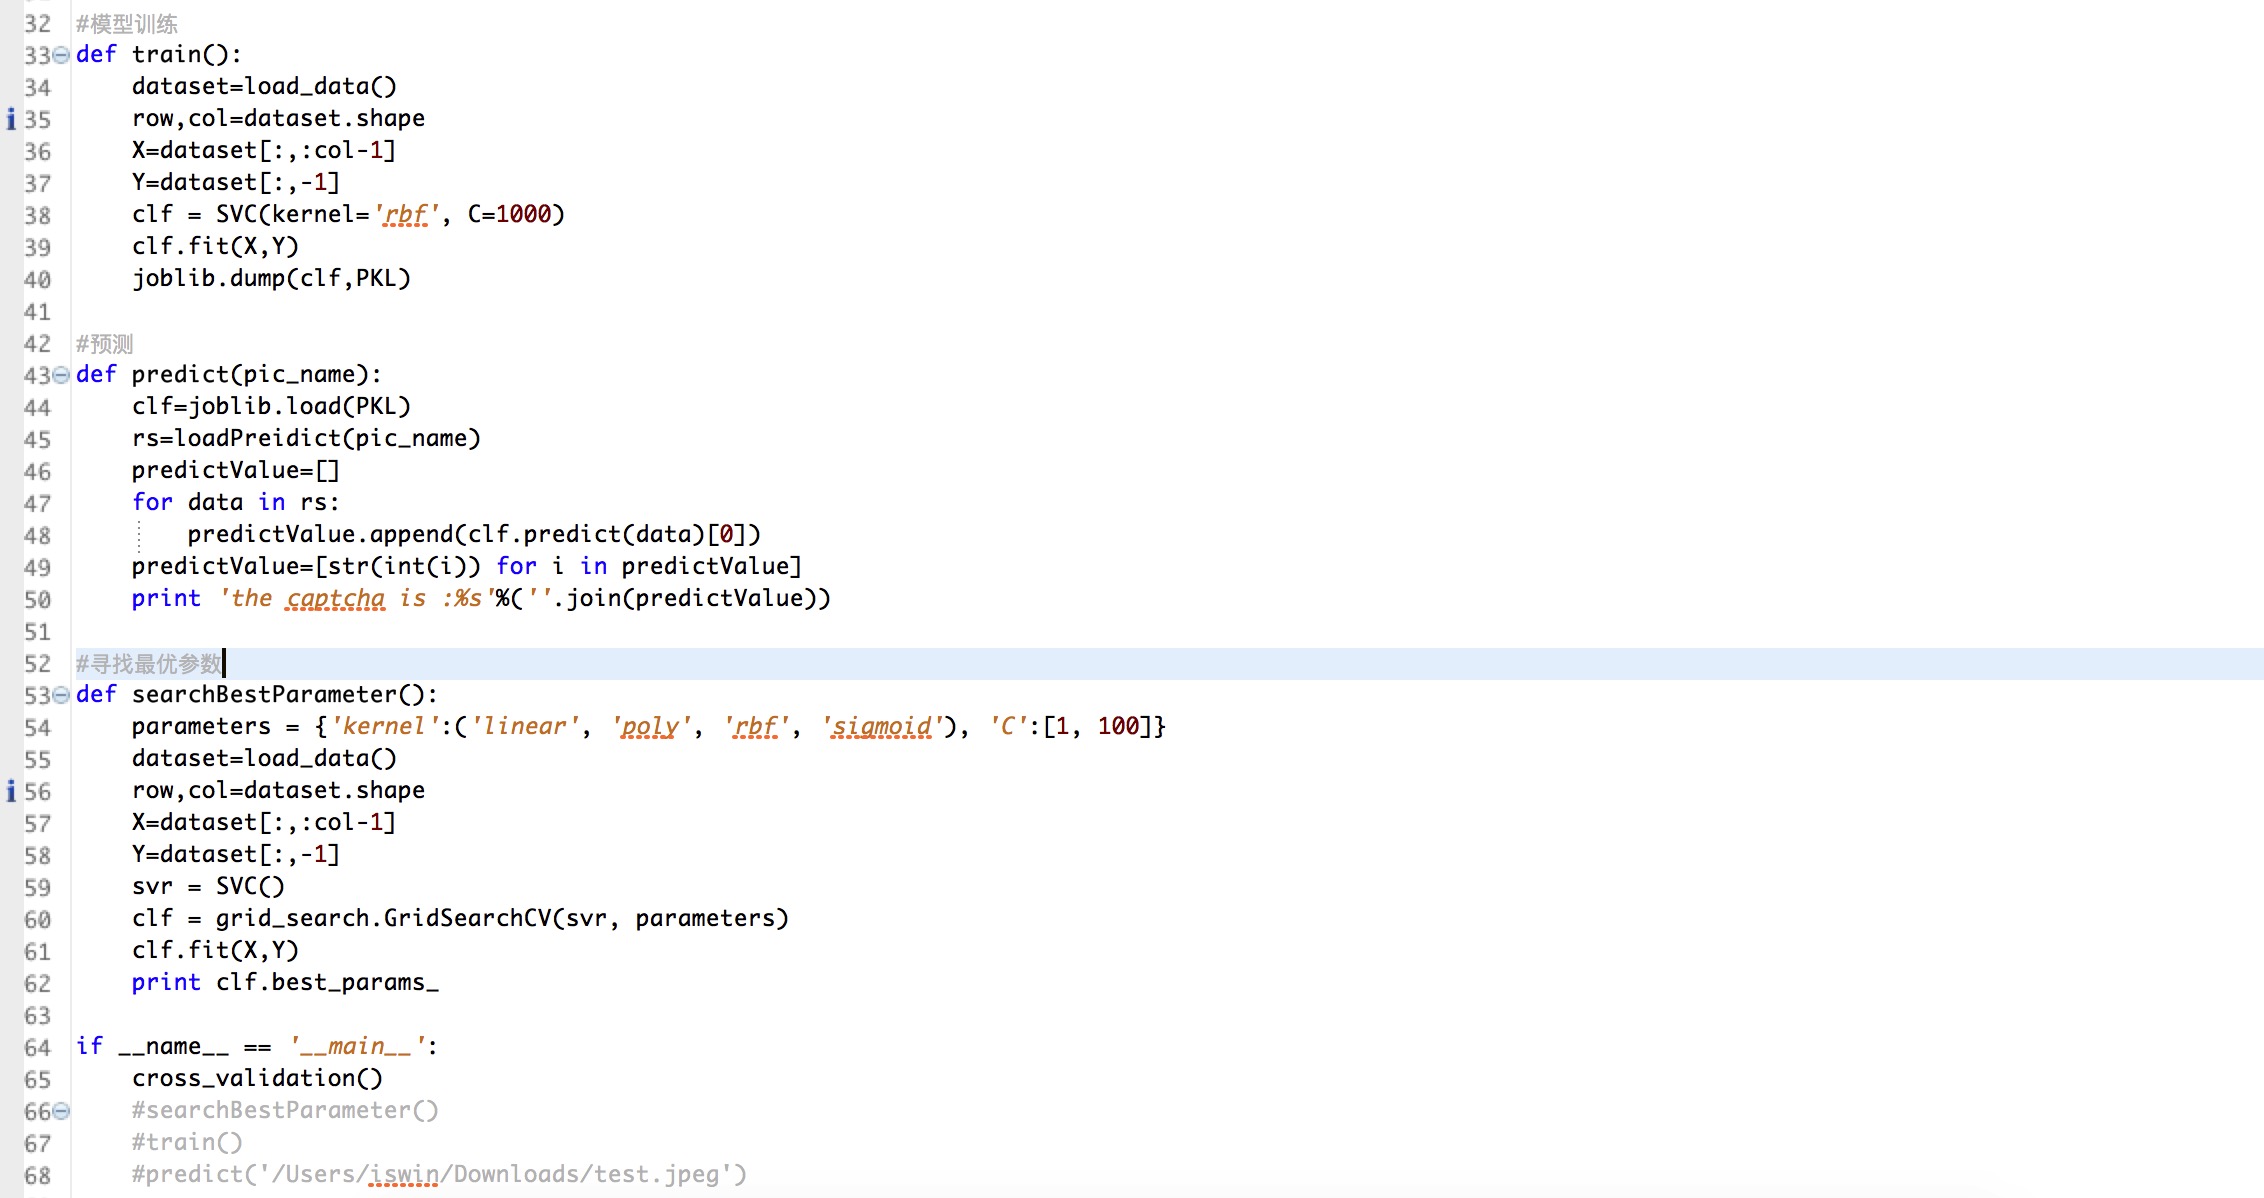 32 #模型训练
33 def train():
34     dataset=load_data()
35     row,col=dataset.shape
36     X=dataset[:,:col-1]
37     Y=dataset[:,-1]
38     clf = SVC(kernel='rbf', C=1000)
39     clf.fit(X,Y)
40     joblib.dump(clf,PKL)
41
42 #预测
43 def predict(pic_name):
44     clf=joblib.load(PKL)
45     rs=loadPreidict(pic_name)
46     predictValue=[]
47     for data in rs:
48         predictValue.append(clf.predict(data)[0])
49     predictValue=[str(int(i)) for i in predictValue]
50     print 'the captcha is :%s'%(''.join(predictValue))
51
52 #寻找最优参数
53 def searchBestParameter():
54     parameters = {'kernel':('linear', 'poly', 'rbf', 'sigmoid'), 'C':[1, 100]}
55     dataset=load_data()
56     row,col=dataset.shape
57     X=dataset[:,:col-1]
58     Y=dataset[:,-1]
59     svr = SVC()
60     clf = grid_search.GridSearchCV(svr, parameters)
61     clf.fit(X,Y)
62     print clf.best_params_
63
64 if __name__ == '__main__':
65     cross_validation()
66     #searchBestParameter()
67     #train()
68     #predict('/Users/iswin/Downloads/test.jpeg')